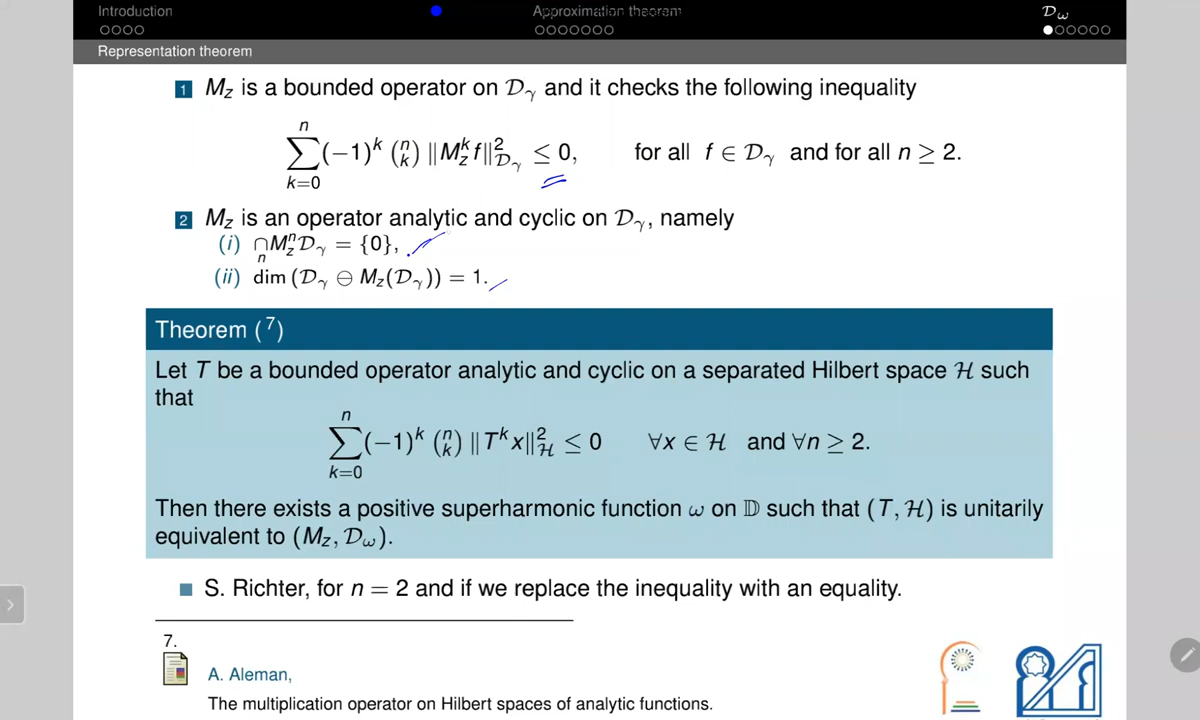 Introduction Approximation theorem 𝒟_ω
Representation theorem
1 M_z is a bounded operator on 𝒟_γ and it checks the following inequality
∑_{k=0}^{n} (−1)^k (n k) ‖M_z^k f‖²_{𝒟_γ} ≤ 0, for all f ∈ 𝒟_γ and for all n ≥ 2.
2 M_z is an operator analytic and cyclic on 𝒟_γ, namely
(i) ∩_n M_z^n 𝒟_γ = {0},
(ii) dim (𝒟_γ ⊖ M_z(𝒟_γ)) = 1.
Theorem (⁷)
Let T be a bounded operator analytic and cyclic on a separated Hilbert space ℋ such
that
∑_{k=0}^{n} (−1)^k (n k) ‖T^k x‖²_ℋ ≤ 0 ∀x ∈ ℋ and ∀n ≥ 2.
Then there exists a positive superharmonic function ω on 𝔻 such that (T, ℋ) is unitarily
equivalent to (M_z, 𝒟_ω).
S. Richter, for n = 2 and if we replace the inequality with an equality.
7.
A. Aleman,
The multiplication operator on Hilbert spaces of analytic functions.